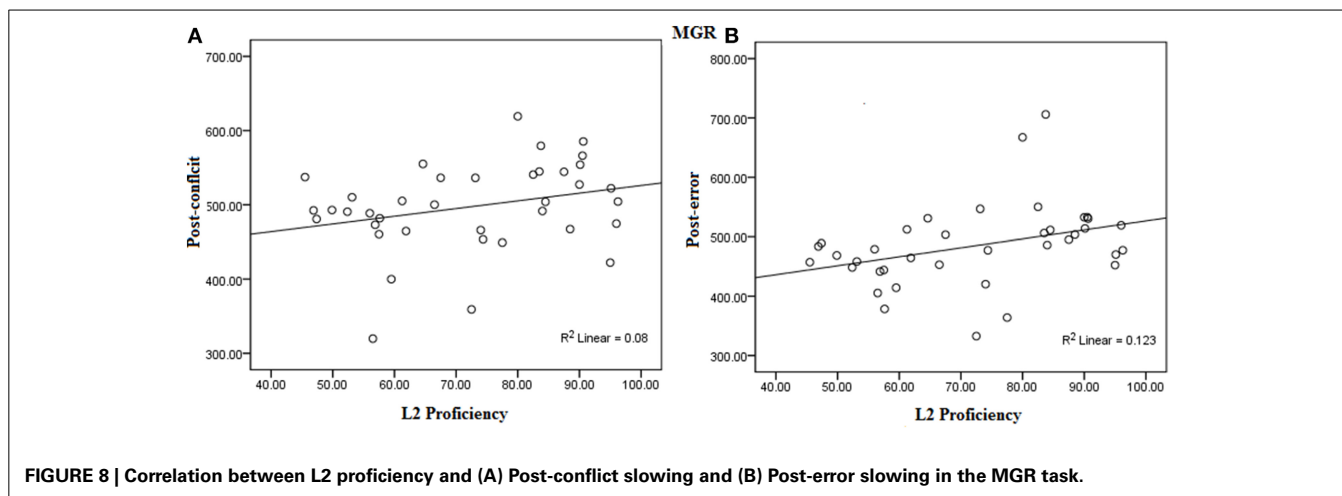 MGR
A
700.00
600.00
500.00
400.00
300.00
Post-conflicit
R² Linear = 0.08
40.00 50.00 60.00 70.00 80.00 90.00 100.00
L2 Proficiency
B
800.00
700.00
600.00
500.00
400.00
300.00
Post-error
R² Linear = 0.123
40.00 50.00 60.00 70.00 80.00 90.00 100.00
L2 Proficiency
FIGURE 8 | Correlation between L2 proficiency and (A) Post-conflict slowing and (B) Post-error slowing in the MGR task.